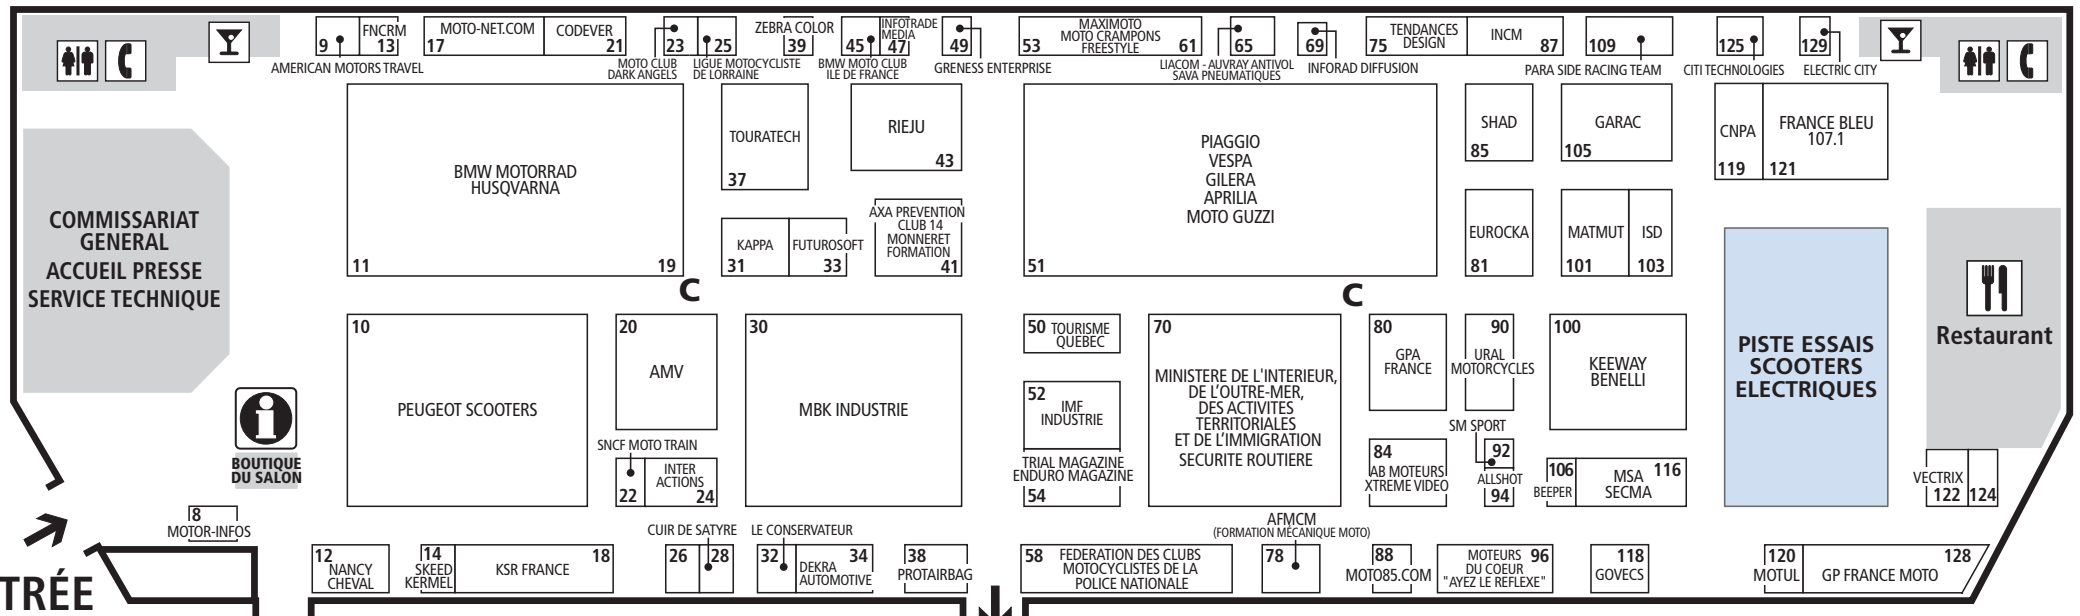 9
AMERICAN MOTORS TRAVEL
FNCRM
13
MOTO-NET.COM
17
CODEVER
21
23
MOTO CLUB
DARK ANGELS
25
LIGUE MOTOCYCLISTE
DE LORRAINE
ZEBRA COLOR
39
45
BMW MOTO CLUB
ILE DE FRANCE
INFOTRADE
MEDIA
47
49
GRENESS ENTERPRISE
MAXIMOTO
MOTO CRAMPONS
FREESTYLE
53
61
65
LIACOM - AUVRAY ANTIVOL
SAVA PNEUMATIQUES
69
INFORAD DIFFUSION
TENDANCES
DESIGN
75
INCM
87
109
PARA SIDE RACING TEAM
125
CITI TECHNOLOGIES
129
ELECTRIC CITY
COMMISSARIAT
GENERAL
ACCUEIL PRESSE
SERVICE TECHNIQUE
BMW MOTORRAD
HUSQVARNA
11
19
TOURATECH
37
RIEJU
43
KAPPA
31
FUTUROSOFT
33
AXA PREVENTION
CLUB 14
MONNERET
FORMATION
41
PIAGGIO
VESPA
GILERA
APRILIA
MOTO GUZZI
51
SHAD
85
GARAC
105
CNPA
119
FRANCE BLEU
107.1
121
EUROCKA
81
MATMUT
101
ISD
103
C
C
10
PEUGEOT SCOOTERS
20
AMV
30
MBK INDUSTRIE
SNCF MOTO TRAIN
22
INTER
ACTIONS
24
50 TOURISME
QUEBEC
52
IMF
INDUSTRIE
TRIAL MAGAZINE
ENDURO MAGAZINE
54
70
MINISTERE DE L'INTERIEUR,
DE L'OUTRE-MER,
DES ACTIVITES
TERRITORIALES
ET DE L'IMMIGRATION
SECURITE ROUTIERE
80
GPA
FRANCE
90
URAL
MOTORCYCLES
100
KEEWAY
BENELLI
84
AB MOTEURS
XTREME VIDEO
SM SPORT
92
ALLSHOT
94
106
BEEPER
MSA
SECMA
116
PISTE ESSAIS
SCOOTERS
ELECTRIQUES
Restaurant
VECTRIX
122
124
BOUTIQUE
DU SALON
8
MOTOR-INFOS
TRÉE
12
NANCY
CHEVAL
14
SKEED
KERMEL
KSR FRANCE
18
CUIR DE SATYRE
26
28
LE CONSERVATEUR
32
34
DEKRA
AUTOMOTIVE
38
PROTAIRBAG
58
FEDERATION DES CLUBS
MOTOCYCLISTES DE LA
POLICE NATIONALE
AFMCM
(FORMATION MÉCANIQUE MOTO)
78
88
MOTO85.COM
MOTEURS
DU COEUR
"AYEZ LE REFLEXE"
96
118
GOVECS
120
MOTUL
GP FRANCE MOTO
128